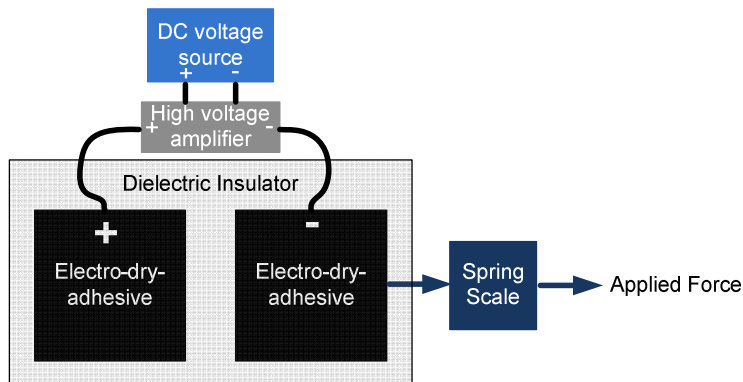 DC voltage
source
+ -
High voltage
+ amplifier -
Dielectric Insulator
+
Electro-dry-
adhesive
-
Electro-dry-
adhesive
Spring
Scale
Applied Force